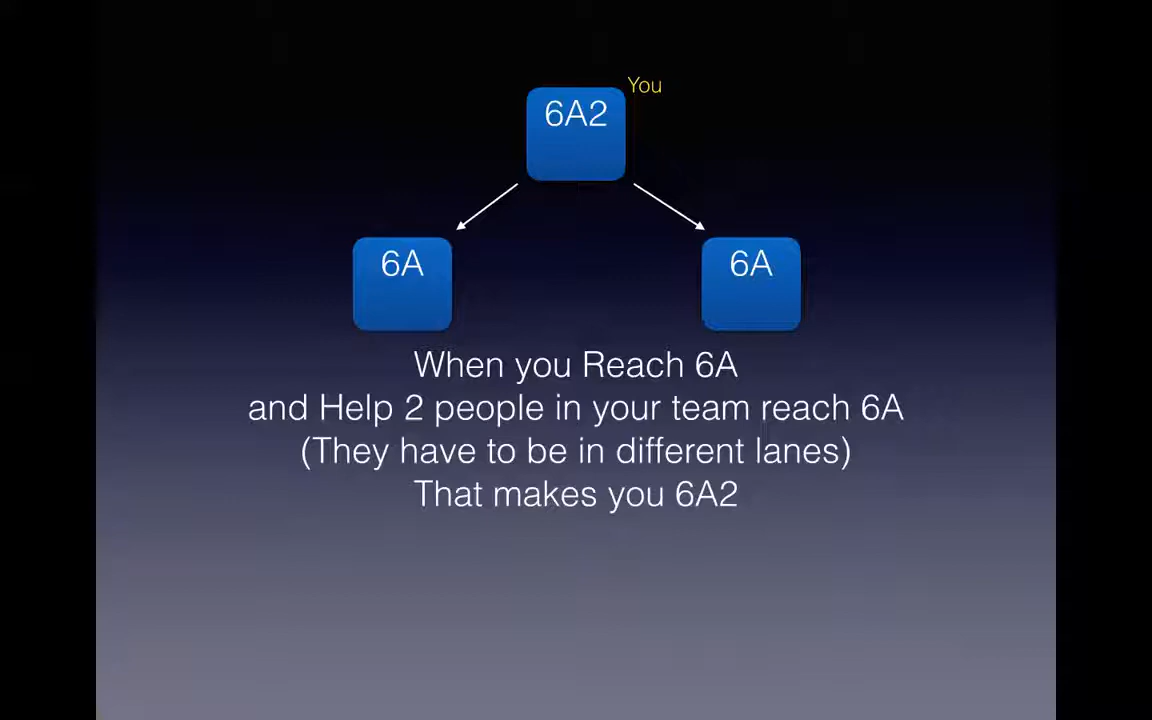 You
6A2
6A
6A
When you Reach 6A
and Help 2 people in your team reach 6A
(They have to be in different lanes)
That makes you 6A2